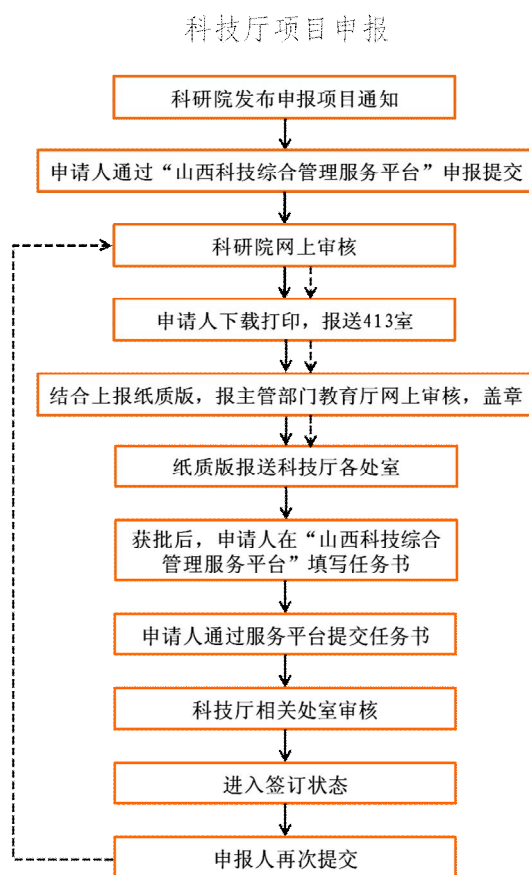 科技厅项目申报
科研院发布申报项目通知
申请人通过“山西科技综合管理服务平台”申报提交
科研院网上审核
申请人下载打印，报送413室
结合上报纸质版，报主管部门教育厅网上审核，盖章
纸质版报送科技厅各处室
获批后，申请人在“山西科技综合
管理服务平台”填写任务书
申请人通过服务平台提交任务书
科技厅相关处室审核
进入签订状态
申报人再次提交